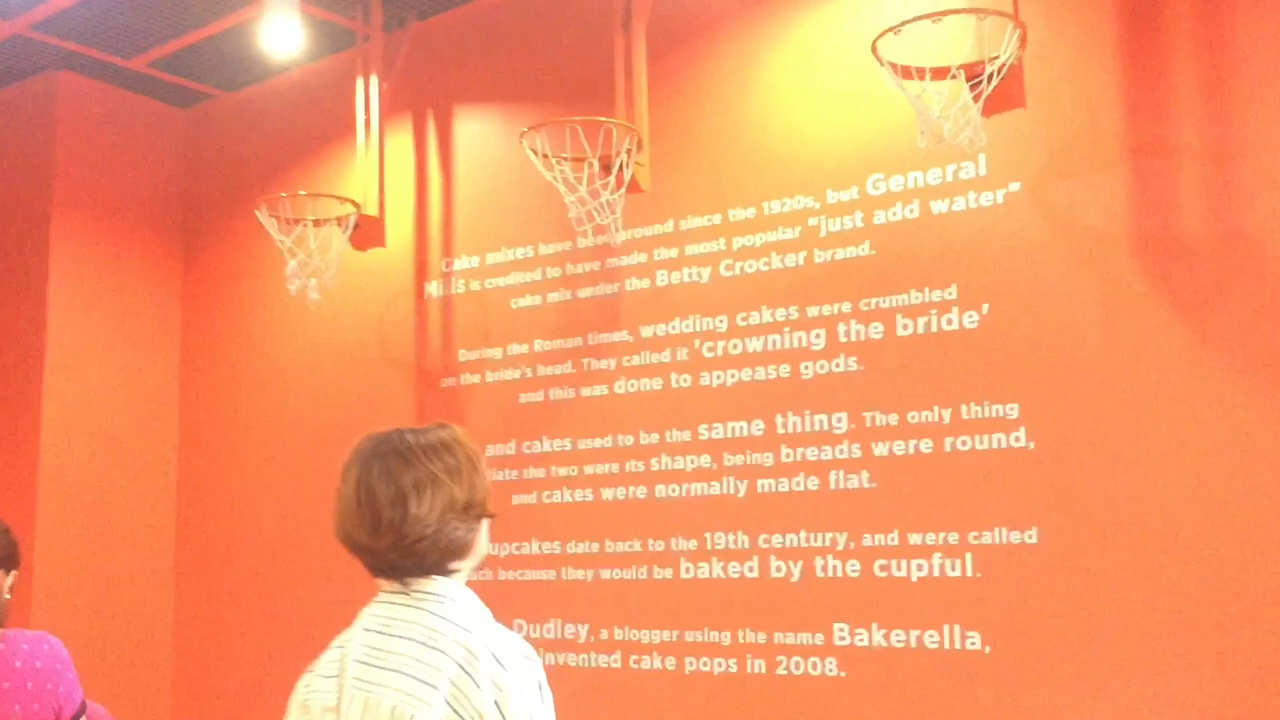 Cake mixes have been around since the 1920s, but General
Mills is credited to have made the most popular "just add water"
cake mix under the Betty Crocker brand.
During the Roman times, wedding cakes were crumbled
on the bride's head. They called it 'crowning the bride'
and this was done to appease gods.
and cakes used to be the same thing. The only thing
the two were its shape, being breads were round,
and cakes were normally made flat.
upcakes date back to the 19th century, and were called
because they would be baked by the cupful.
Dudley, a blogger using the name Bakerella,
invented cake pops in 2008.